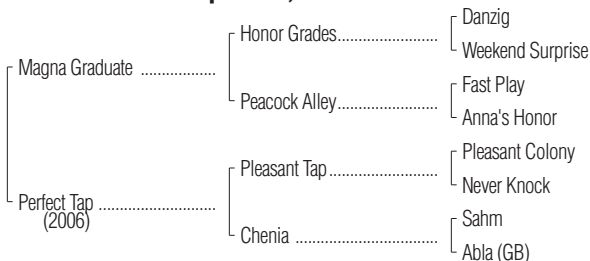 Danzig
Honor Grades..................
Weekend Surprise
Magna Graduate ..................
Fast Play
Peacock Alley..................
Anna's Honor
Pleasant Colony
Pleasant Tap..................
Never Knock
Perfect Tap ..................
(2006)
Sahm
Chenia ..................
Abla (GB)